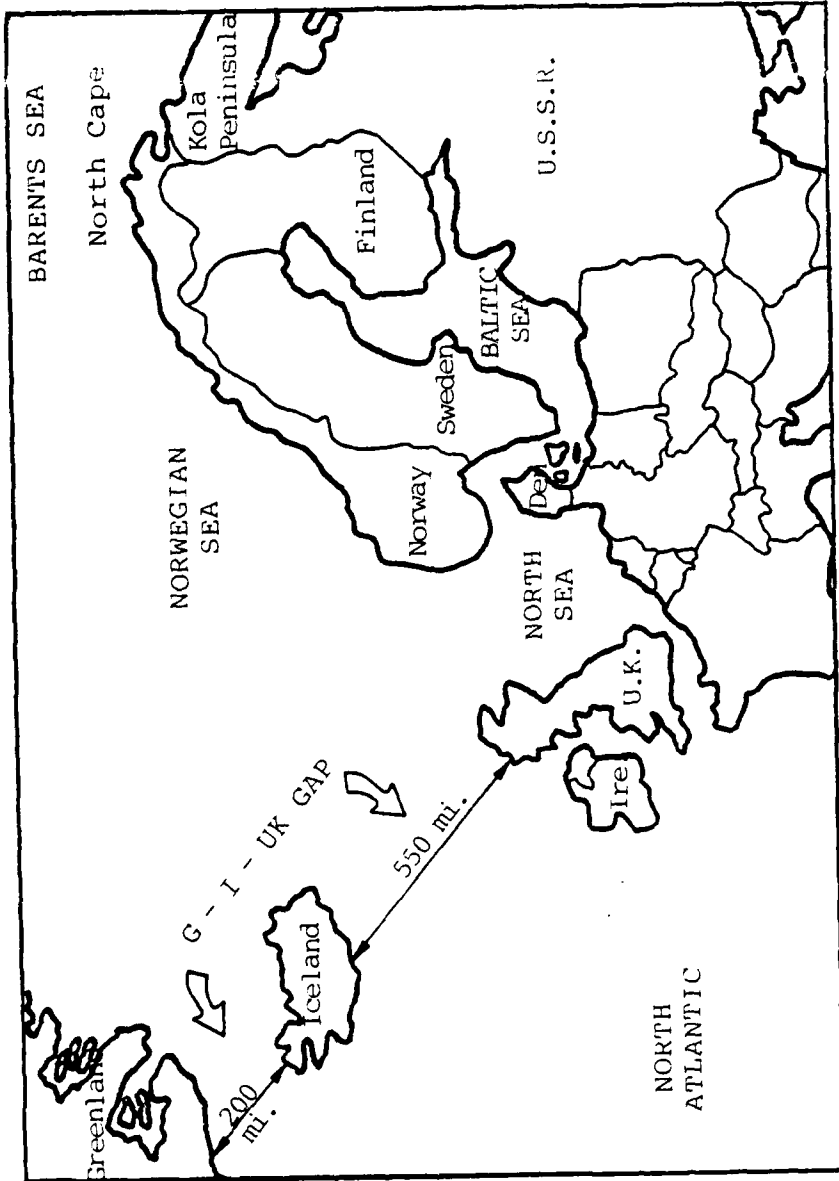 BARENTS SEA
North Cape
Kola
Peninsula
NORWEGIAN
SEA
Finland
U.S.S.R.
BALTIC
SEA
Sweden
Norway
Den
NORTH
SEA
U.K.
Ire
G - I - UK GAP
550 mi.
Iceland
Greenlan
200
mi.
NORTH
ATLANTIC